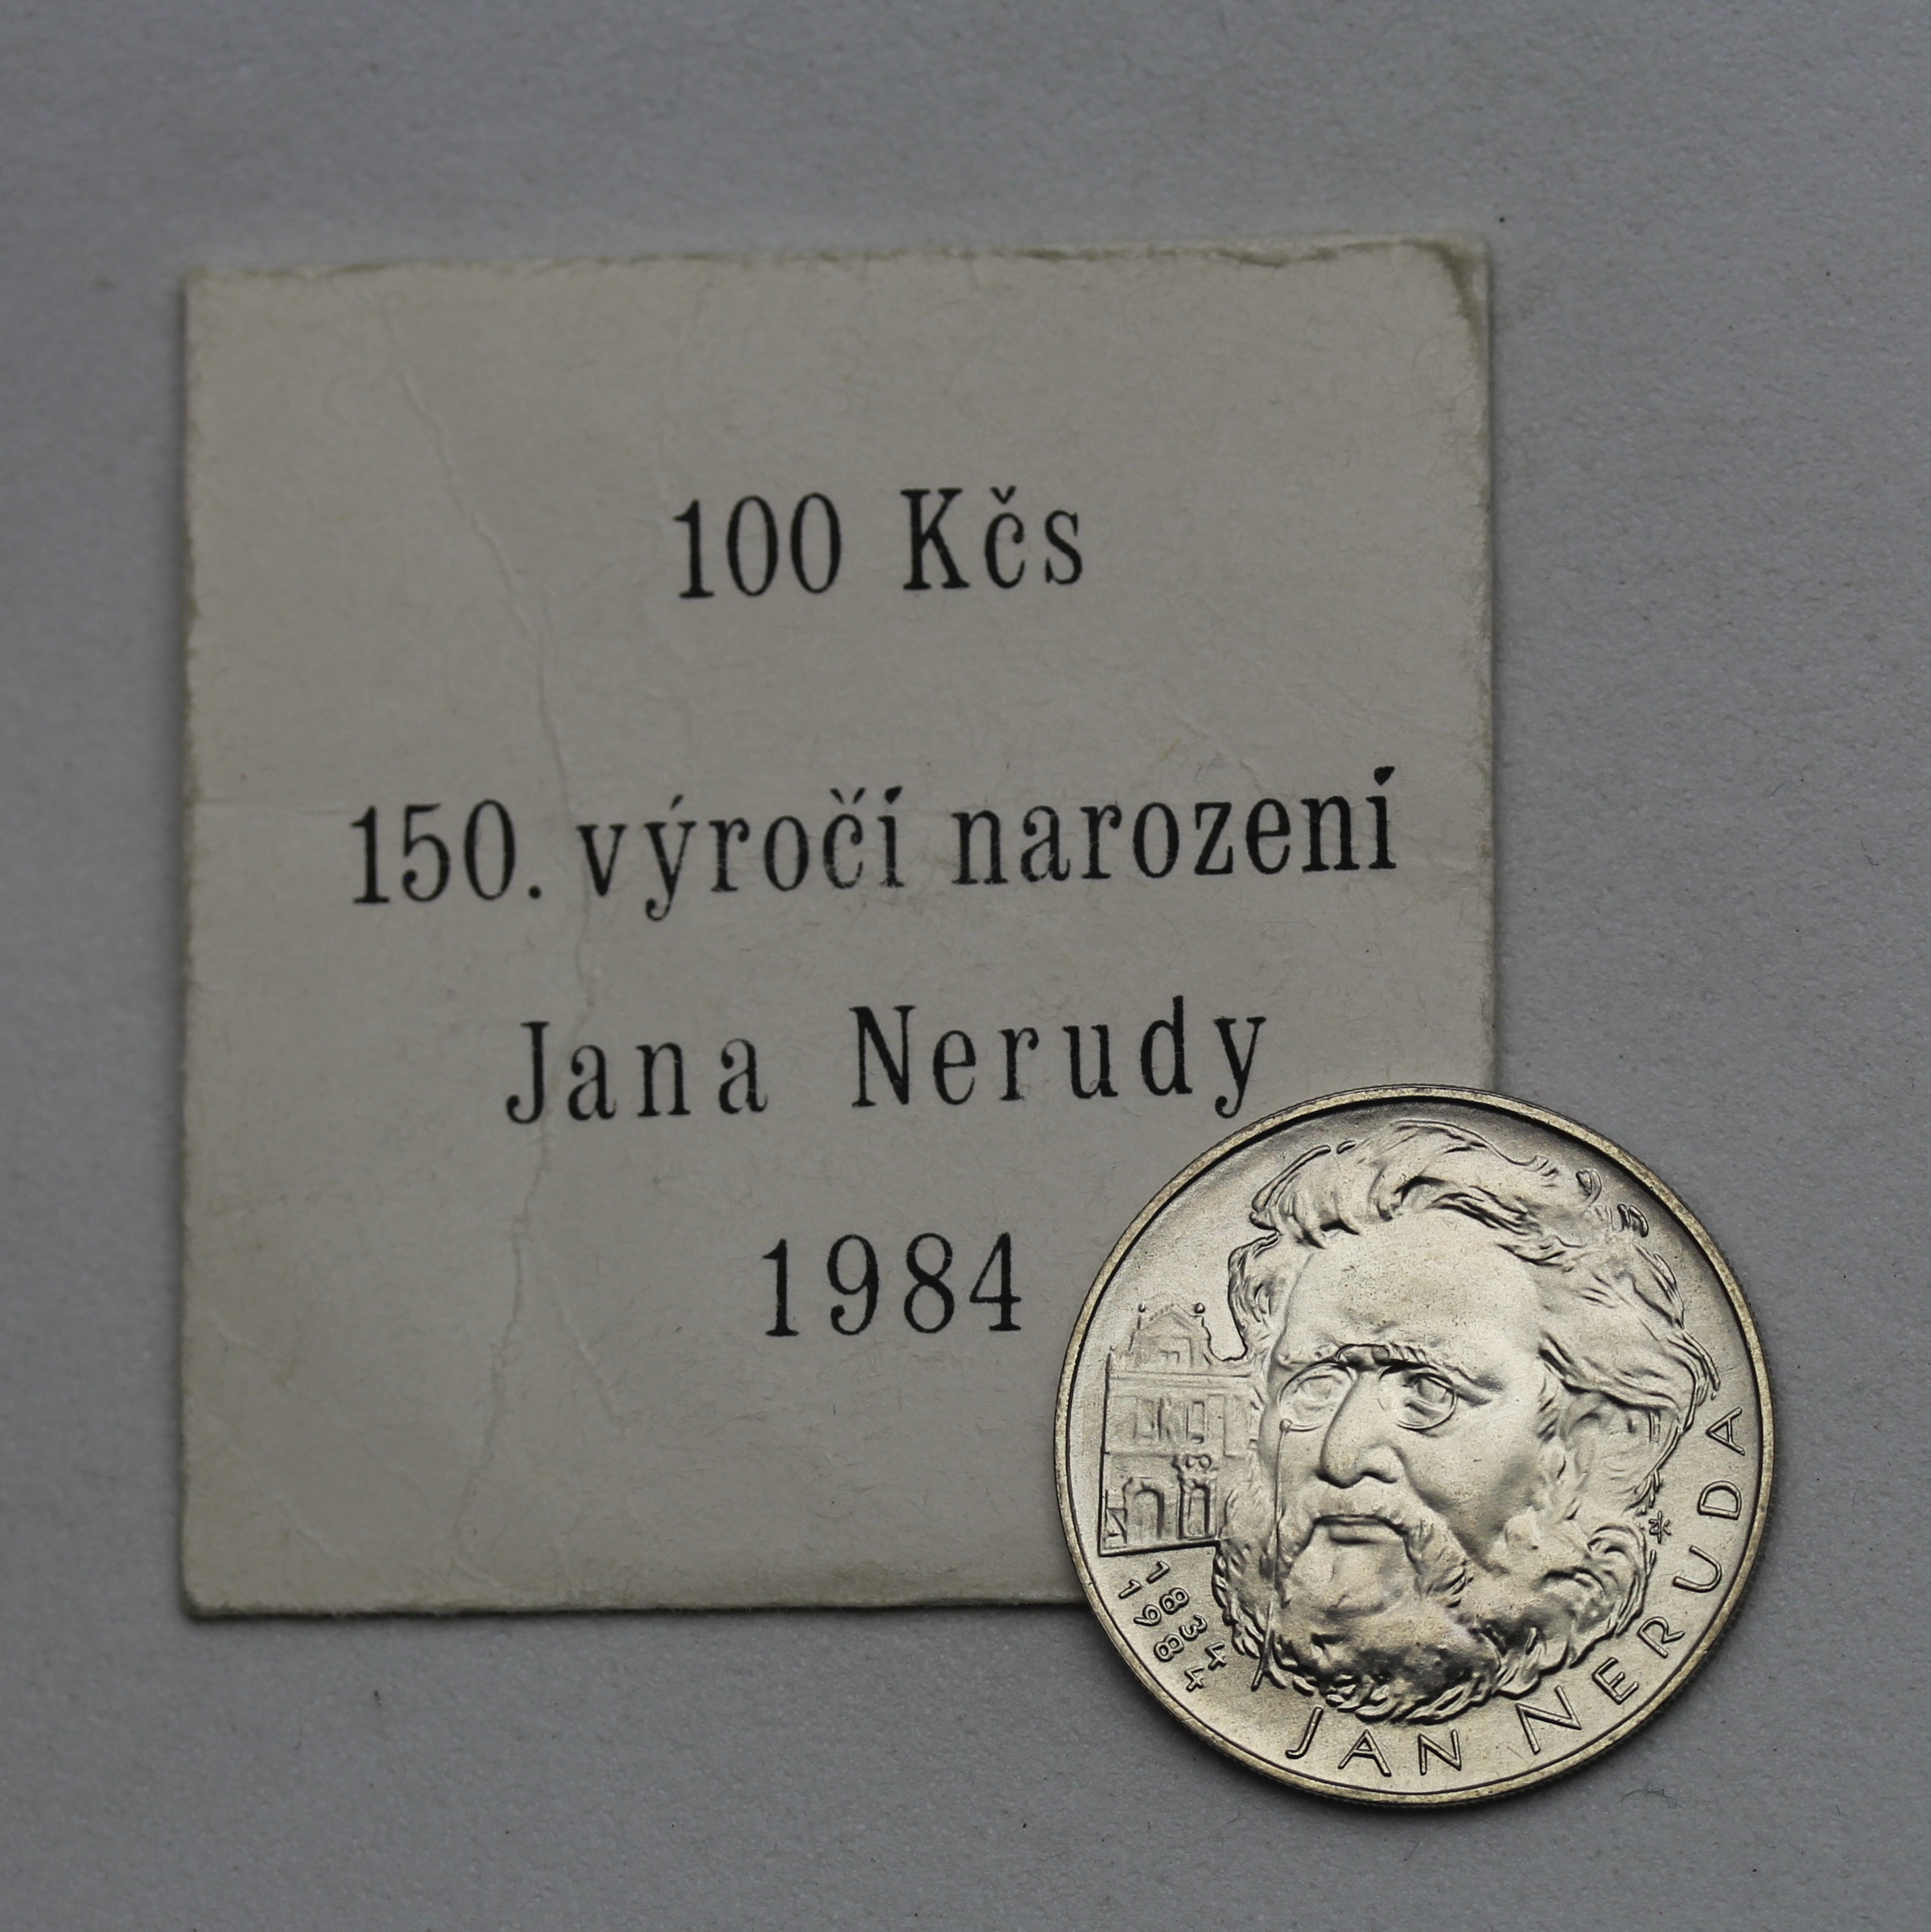 100 Kčs
150. výročí narození
Jana Nerudy
1984
1834
1984
JAN NERUDA